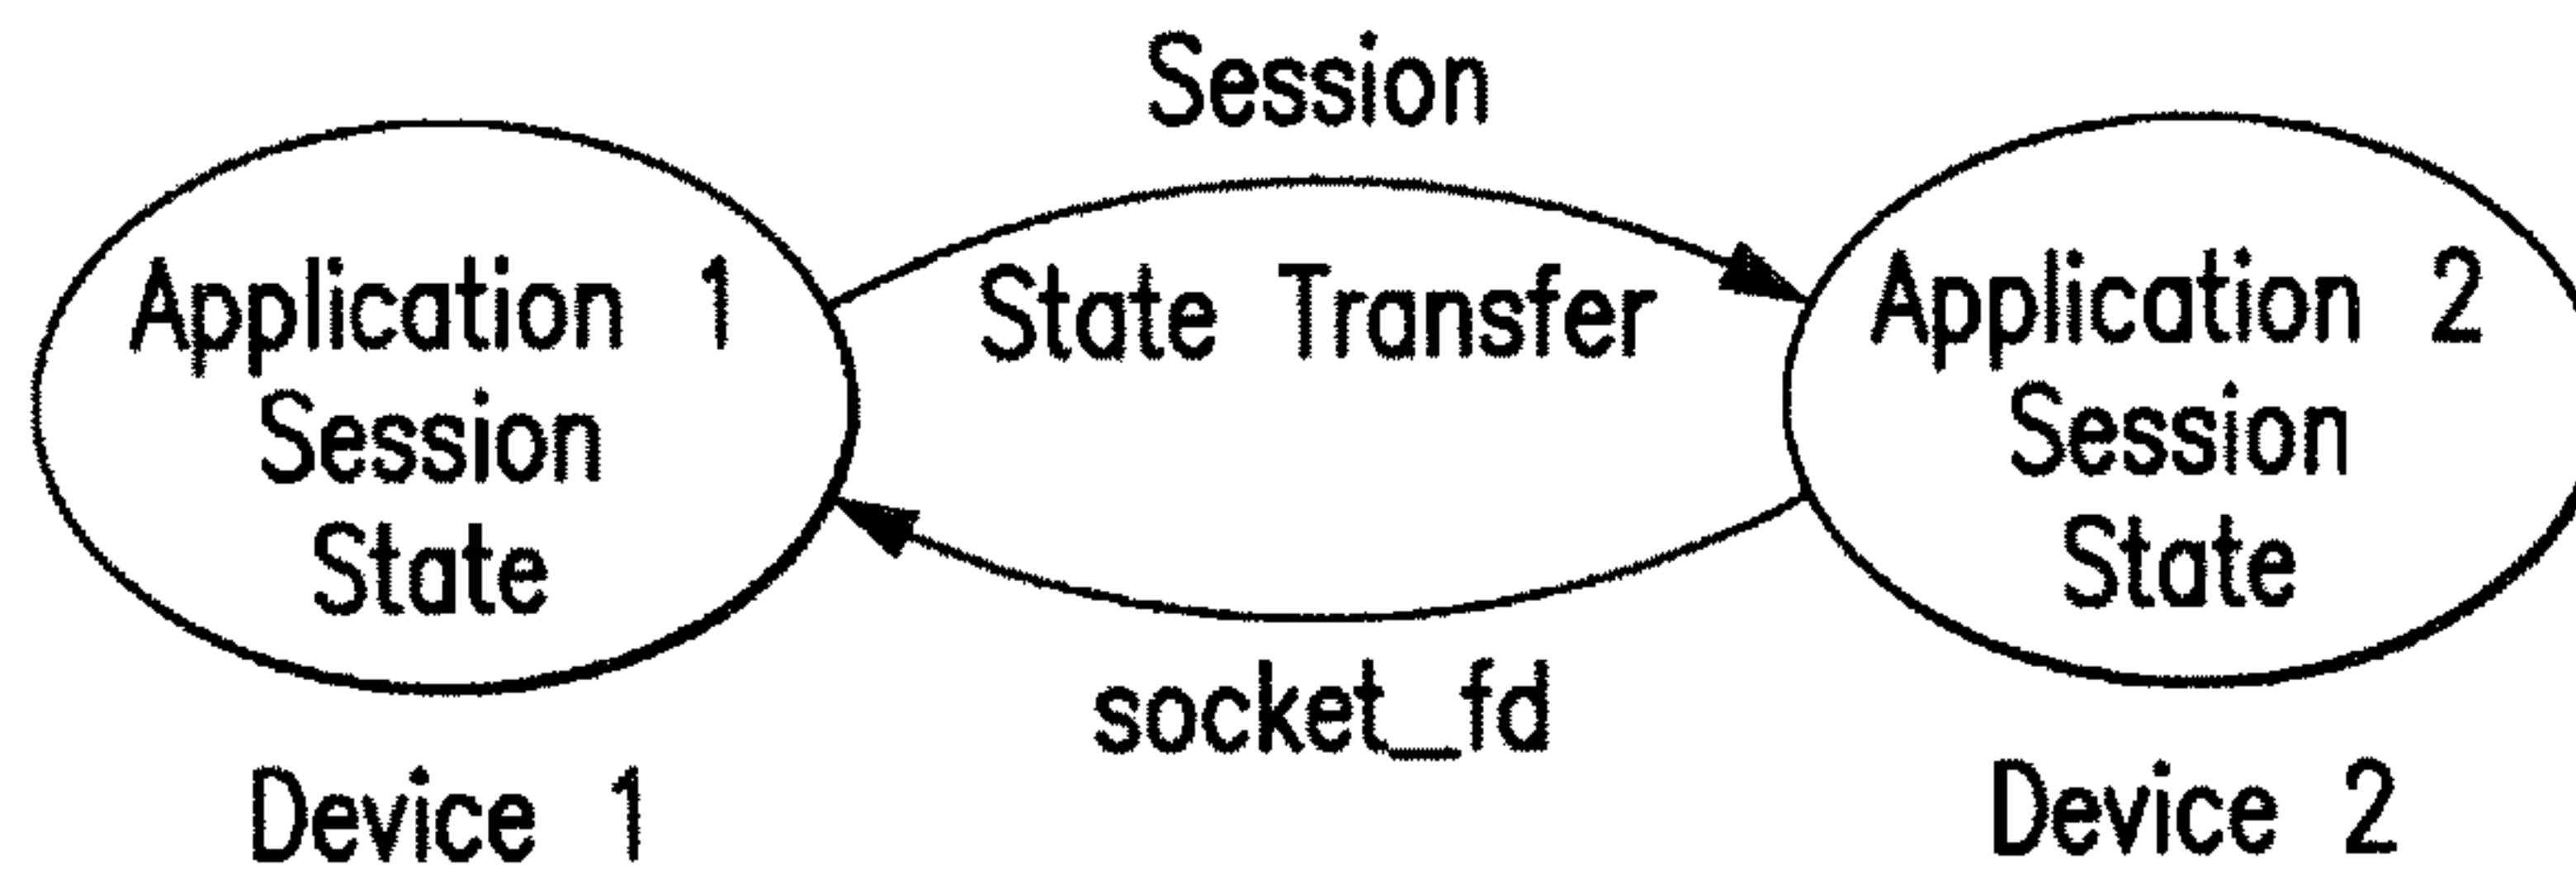 Session
State Transfer
Application 1
Session
State
Application 2
Session
State
socket_fd
Device 1
Device 2